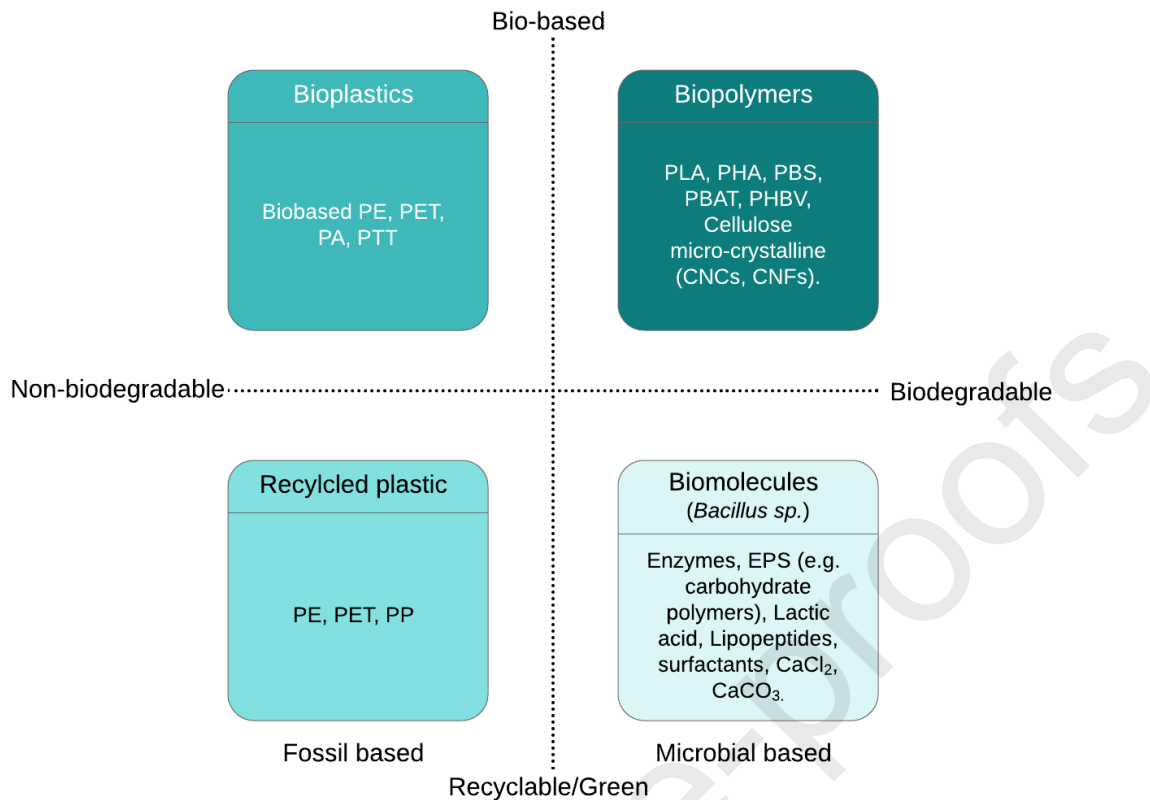 Bio-based
Bioplastics
Biobased PE, PET,
PA, PTT
Biopolymers
PLA, PHA, PBS,
PBAT, PHBV,
Cellulose
micro-crystalline
(CNCs, CNFs).
Non-biodegradable
Biodegradable
Recylcled plastic
PE, PET, PP
Biomolecules
(Bacillus sp.)
Enzymes, EPS (e.g.
carbohydrate
polymers), Lactic
acid, Lipopeptides,
surfactants, CaCl₂,
CaCO₃.
Fossil based
Microbial based
Recyclable/Green
e-proofs